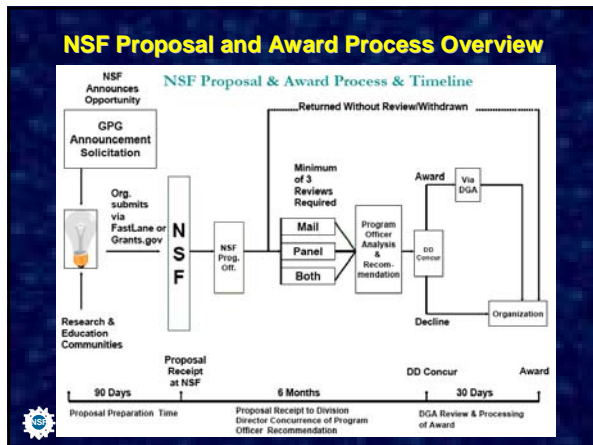 NSF Proposal and Award Process Overview
NSF Proposal & Award Process & Timeline
NSF
Announces
Opportunity
Returned Without Review/Withdrawn
GPG
Announcement
Solicitation
Org.
submits
via
FastLane or
Grants.gov
Research &
Education
Communities
N
S
F
NSF
Prog.
Off.
Minimum
of 3
Reviews
Required
Mail
Panel
Both
Program
Officer
Analysis
&
Recom-
mendation
DD
Concur
Award
Via
DGA
Decline
Organization
Proposal
Receipt
at NSF
DD Concur
Award
90 Days
6 Months
30 Days
Proposal Preparation Time
Proposal Receipt to Division
Director Concurrence of Program
Officer Recommendation
DGA Review & Processing
of Award
NSF